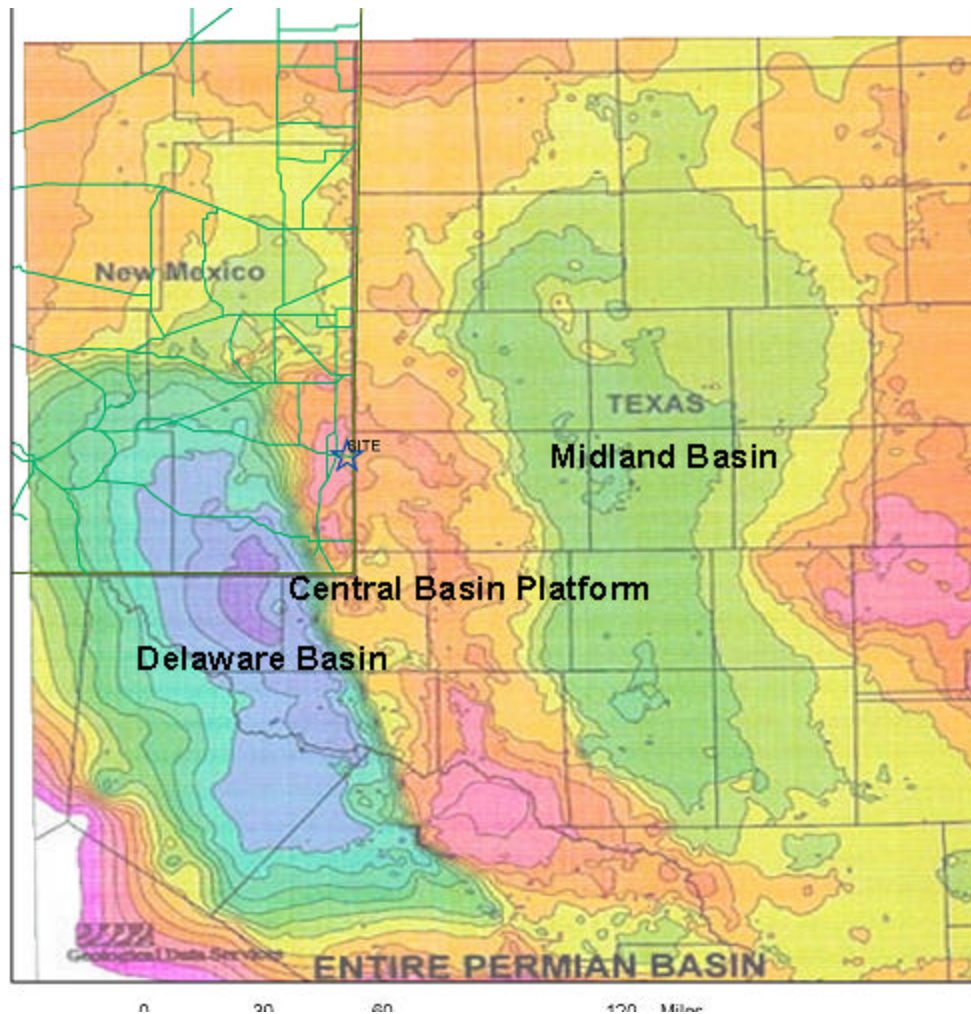 New Mexico
TEXAS
SITE
Midland Basin
Central Basin Platform
Delaware Basin
Geological Data Services
ENTIRE PERMIAN BASIN
0 30 60 120 Miles